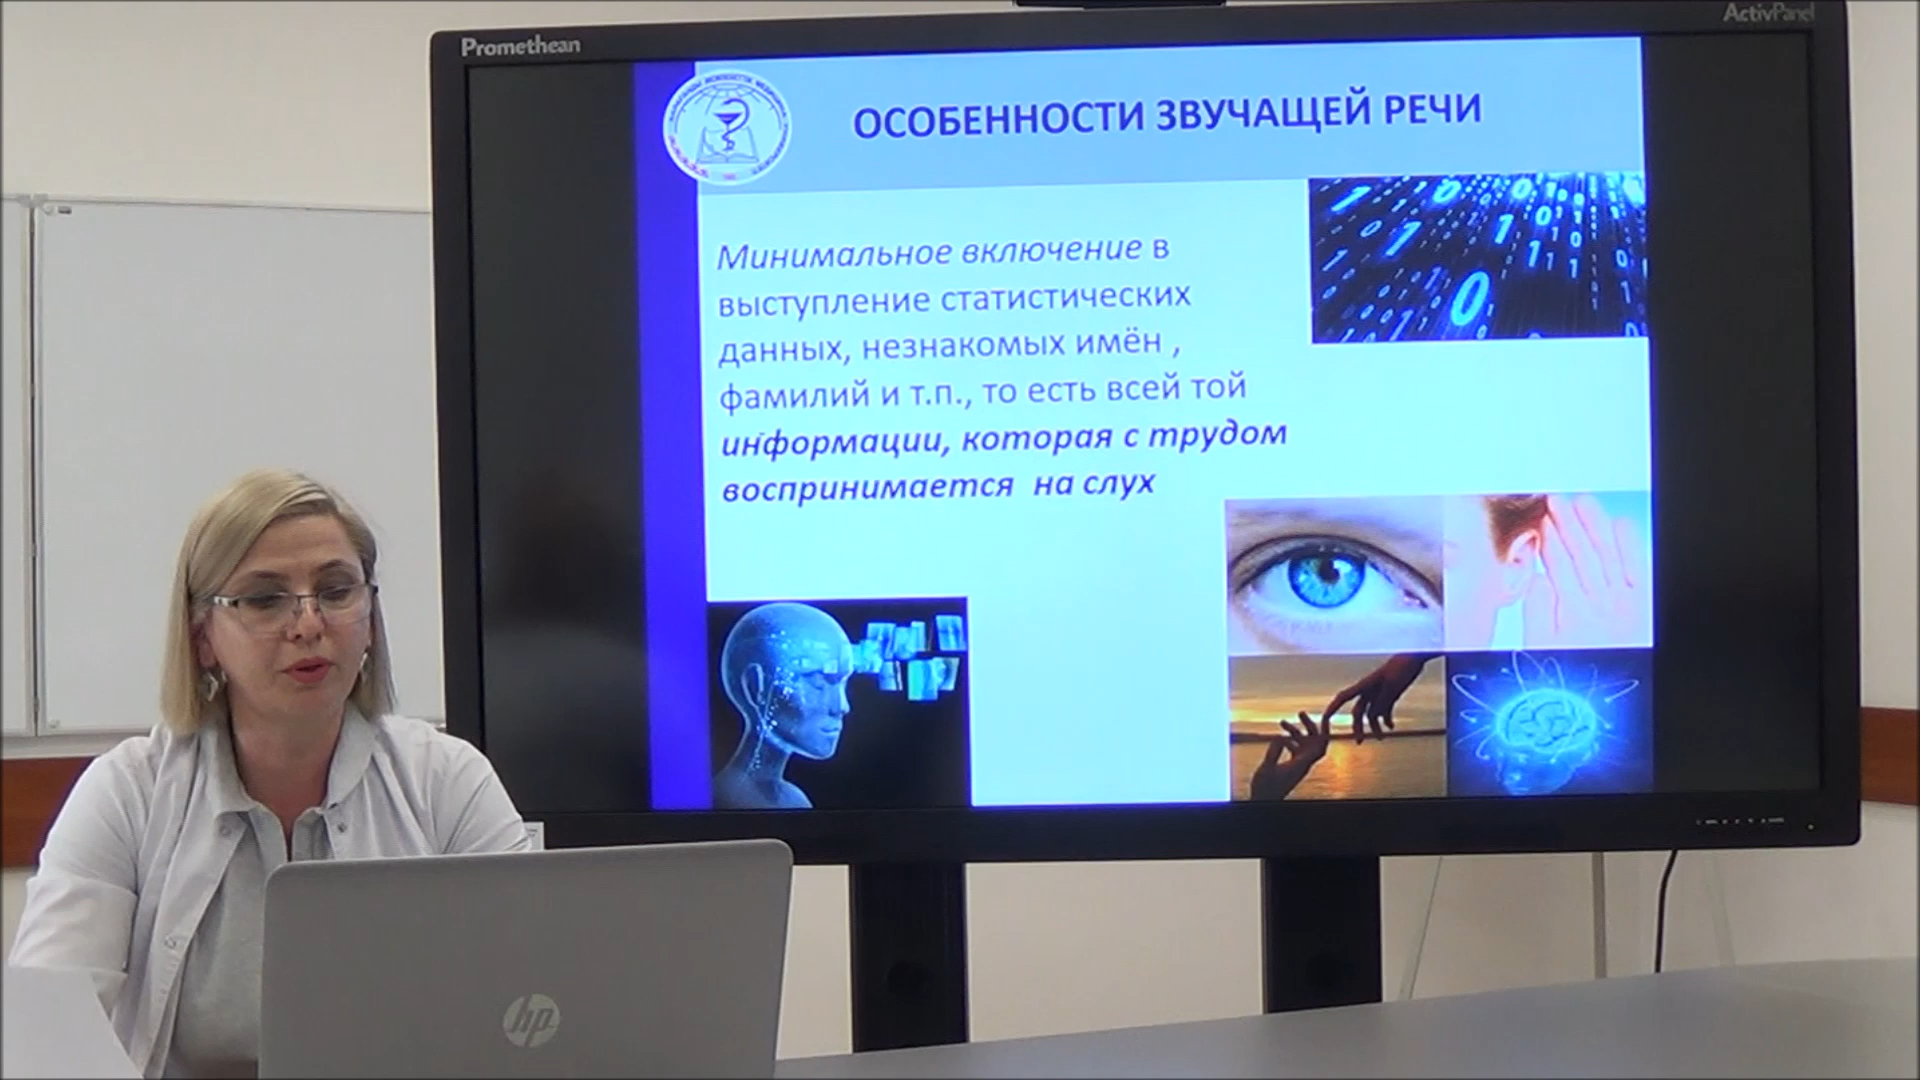 Promethean
ActivPanel
ОСОБЕННОСТИ ЗВУЧАЩЕЙ РЕЧИ
Минимальное включение в
выступление статистических
данных, незнакомых имён ,
фамилий и т.п., то есть всей той
информации, которая с трудом
воспринимается на слух
hp